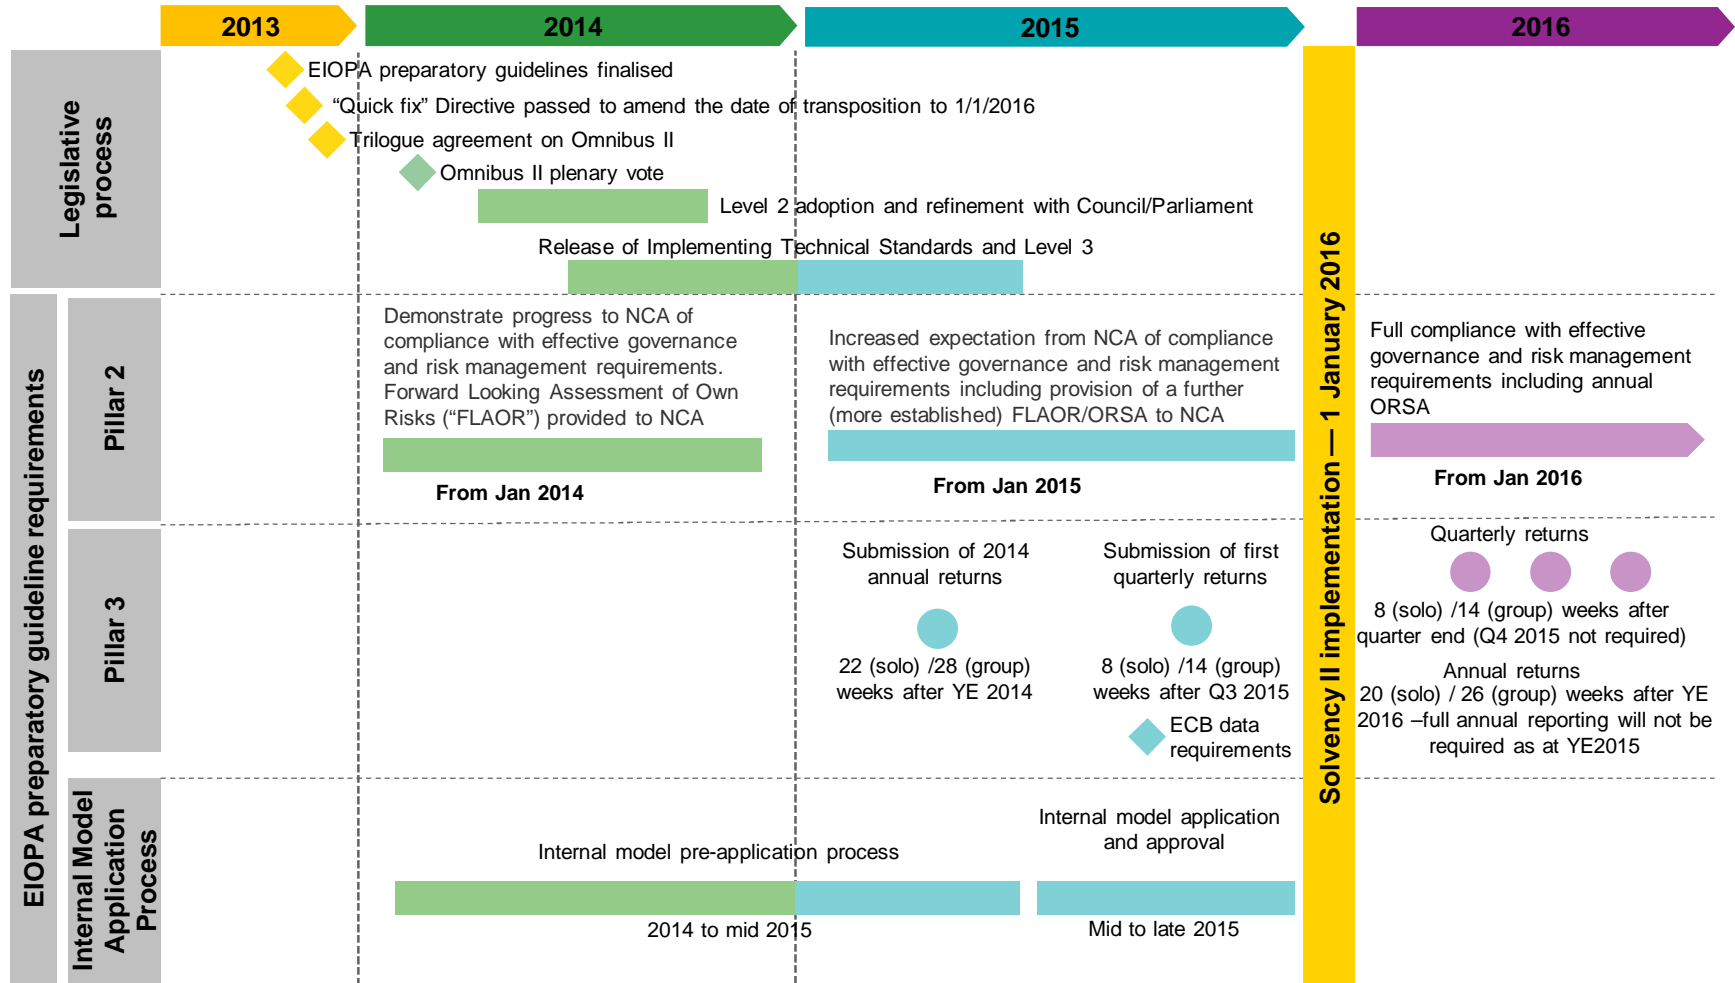 2013
2014
2015
2016
Legislative
process
EIOPA preparatory guidelines finalised
“Quick fix” Directive passed to amend the date of transposition to 1/1/2016
Trilogue agreement on Omnibus II
Omnibus II plenary vote
Level 2 adoption and refinement with Council/Parliament
Release of Implementing Technical Standards and Level 3
Solvency II implementation — 1 January 2016
EIOPA preparatory guideline requirements
Pillar 2
Demonstrate progress to NCA of
compliance with effective governance
and risk management requirements.
Forward Looking Assessment of Own
Risks (“FLAOR”) provided to NCA
From Jan 2014
Increased expectation from NCA of compliance
with effective governance and risk management
requirements including provision of a further
(more established) FLAOR/ORSA to NCA
From Jan 2015
Full compliance with effective
governance and risk management
requirements including annual
ORSA
From Jan 2016
Pillar 3
Submission of 2014
annual returns
22 (solo) /28 (group)
weeks after YE 2014
Submission of first
quarterly returns
8 (solo) /14 (group)
weeks after Q3 2015
ECB data
requirements
Quarterly returns
8 (solo) /14 (group) weeks after
quarter end (Q4 2015 not required)
Annual returns
20 (solo) / 26 (group) weeks after YE
2016 –full annual reporting will not be
required as at YE2015
Internal Model
Application
Process
Internal model pre-application process
2014 to mid 2015
Internal model application
and approval
Mid to late 2015